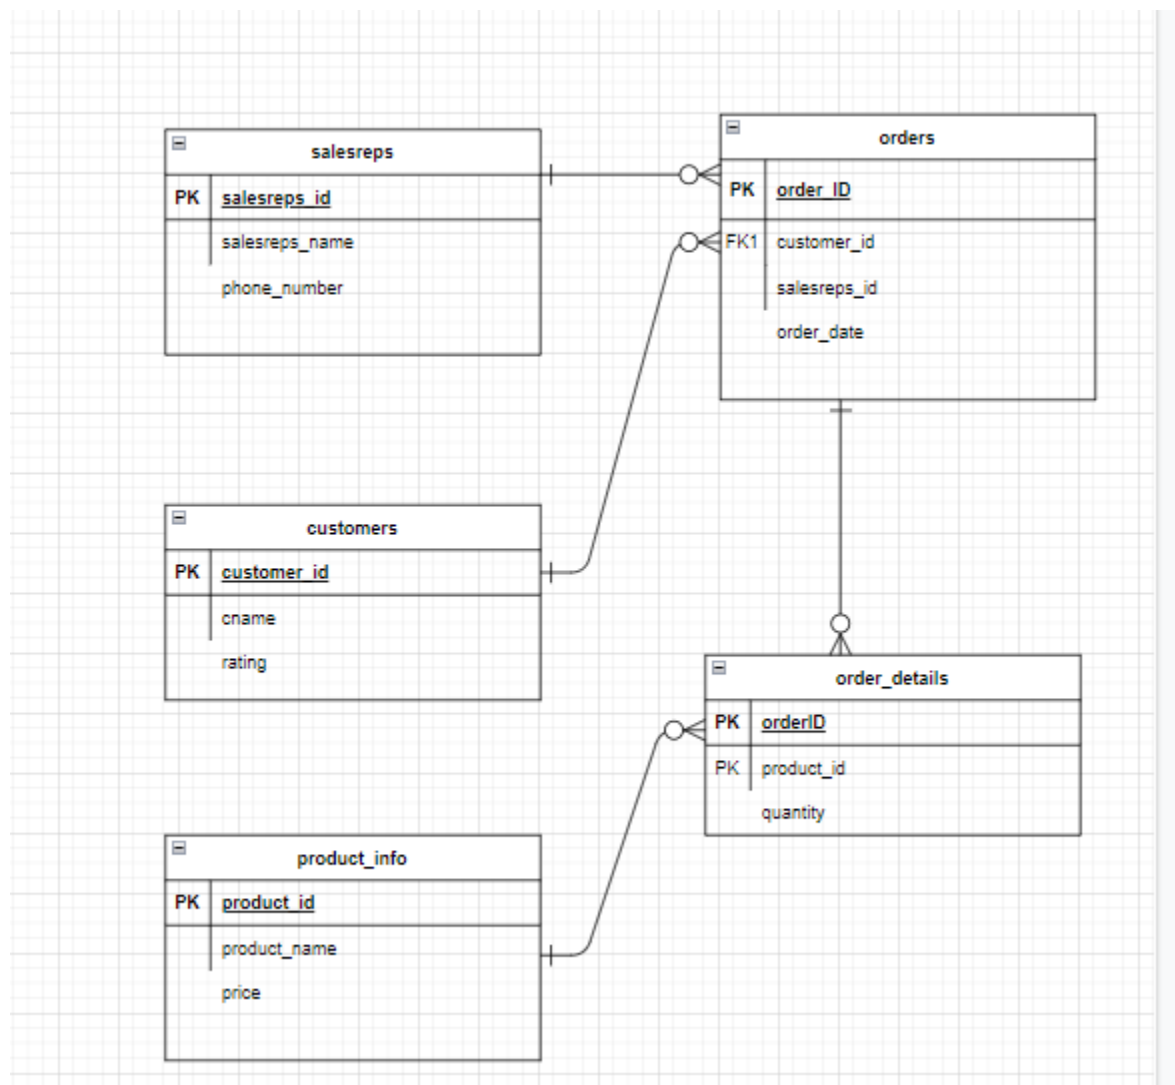 salesreps
PK salesreps_id
salesreps_name
phone_number
orders
PK order_ID
FK1 customer_id
salesreps_id
order_date
customers
PK customer_id
cname
rating
order_details
PK orderID
PK product_id
quantity
product_info
PK product_id
product_name
price